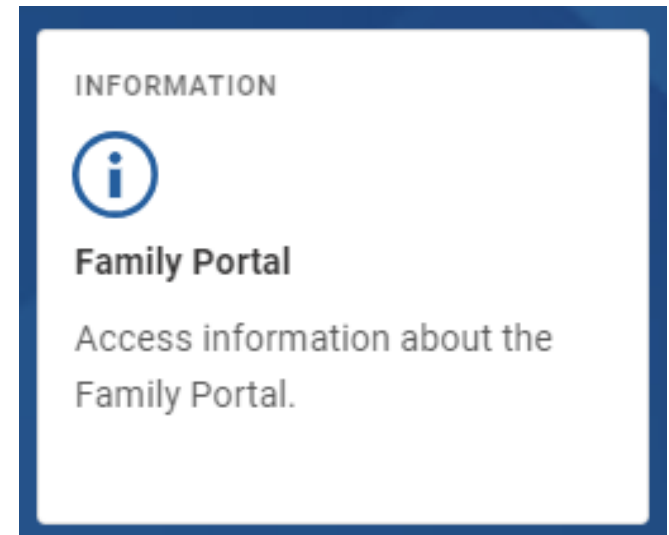 INFORMATION
Family Portal
Access information about the
Family Portal.